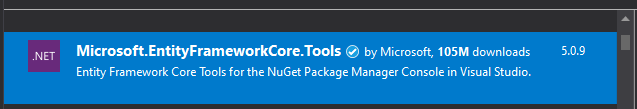 .NET Microsoft.EntityFrameworkCore.Tools by Microsoft, 105M downloads 5.0.9
Entity Framework Core Tools for the NuGet Package Manager Console in Visual Studio.